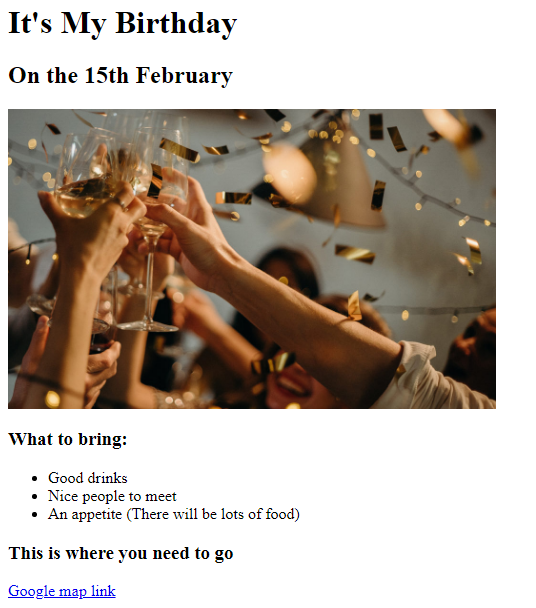 It's My Birthday
On the 15th February
What to bring:
Good drinks
Nice people to meet
An appetite (There will be lots of food)
This is where you need to go
Google map link